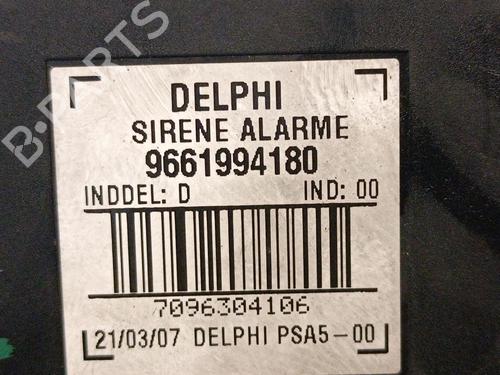 B-PARTS
DELPHI
SIRENE ALARME
9661994180
INDDEL: D IND: 00
7096304106
21/03/07 DELPHI PSA5-00